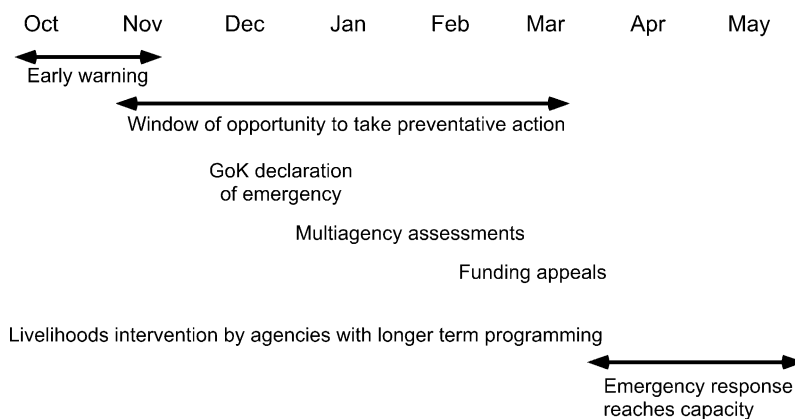 Oct Nov Dec Jan Feb Mar Apr May
Early warning
Window of opportunity to take preventative action
GoK declaration
of emergency
Multiagency assessments
Funding appeals
Livelihoods intervention by agencies with longer term programming
Emergency response
reaches capacity